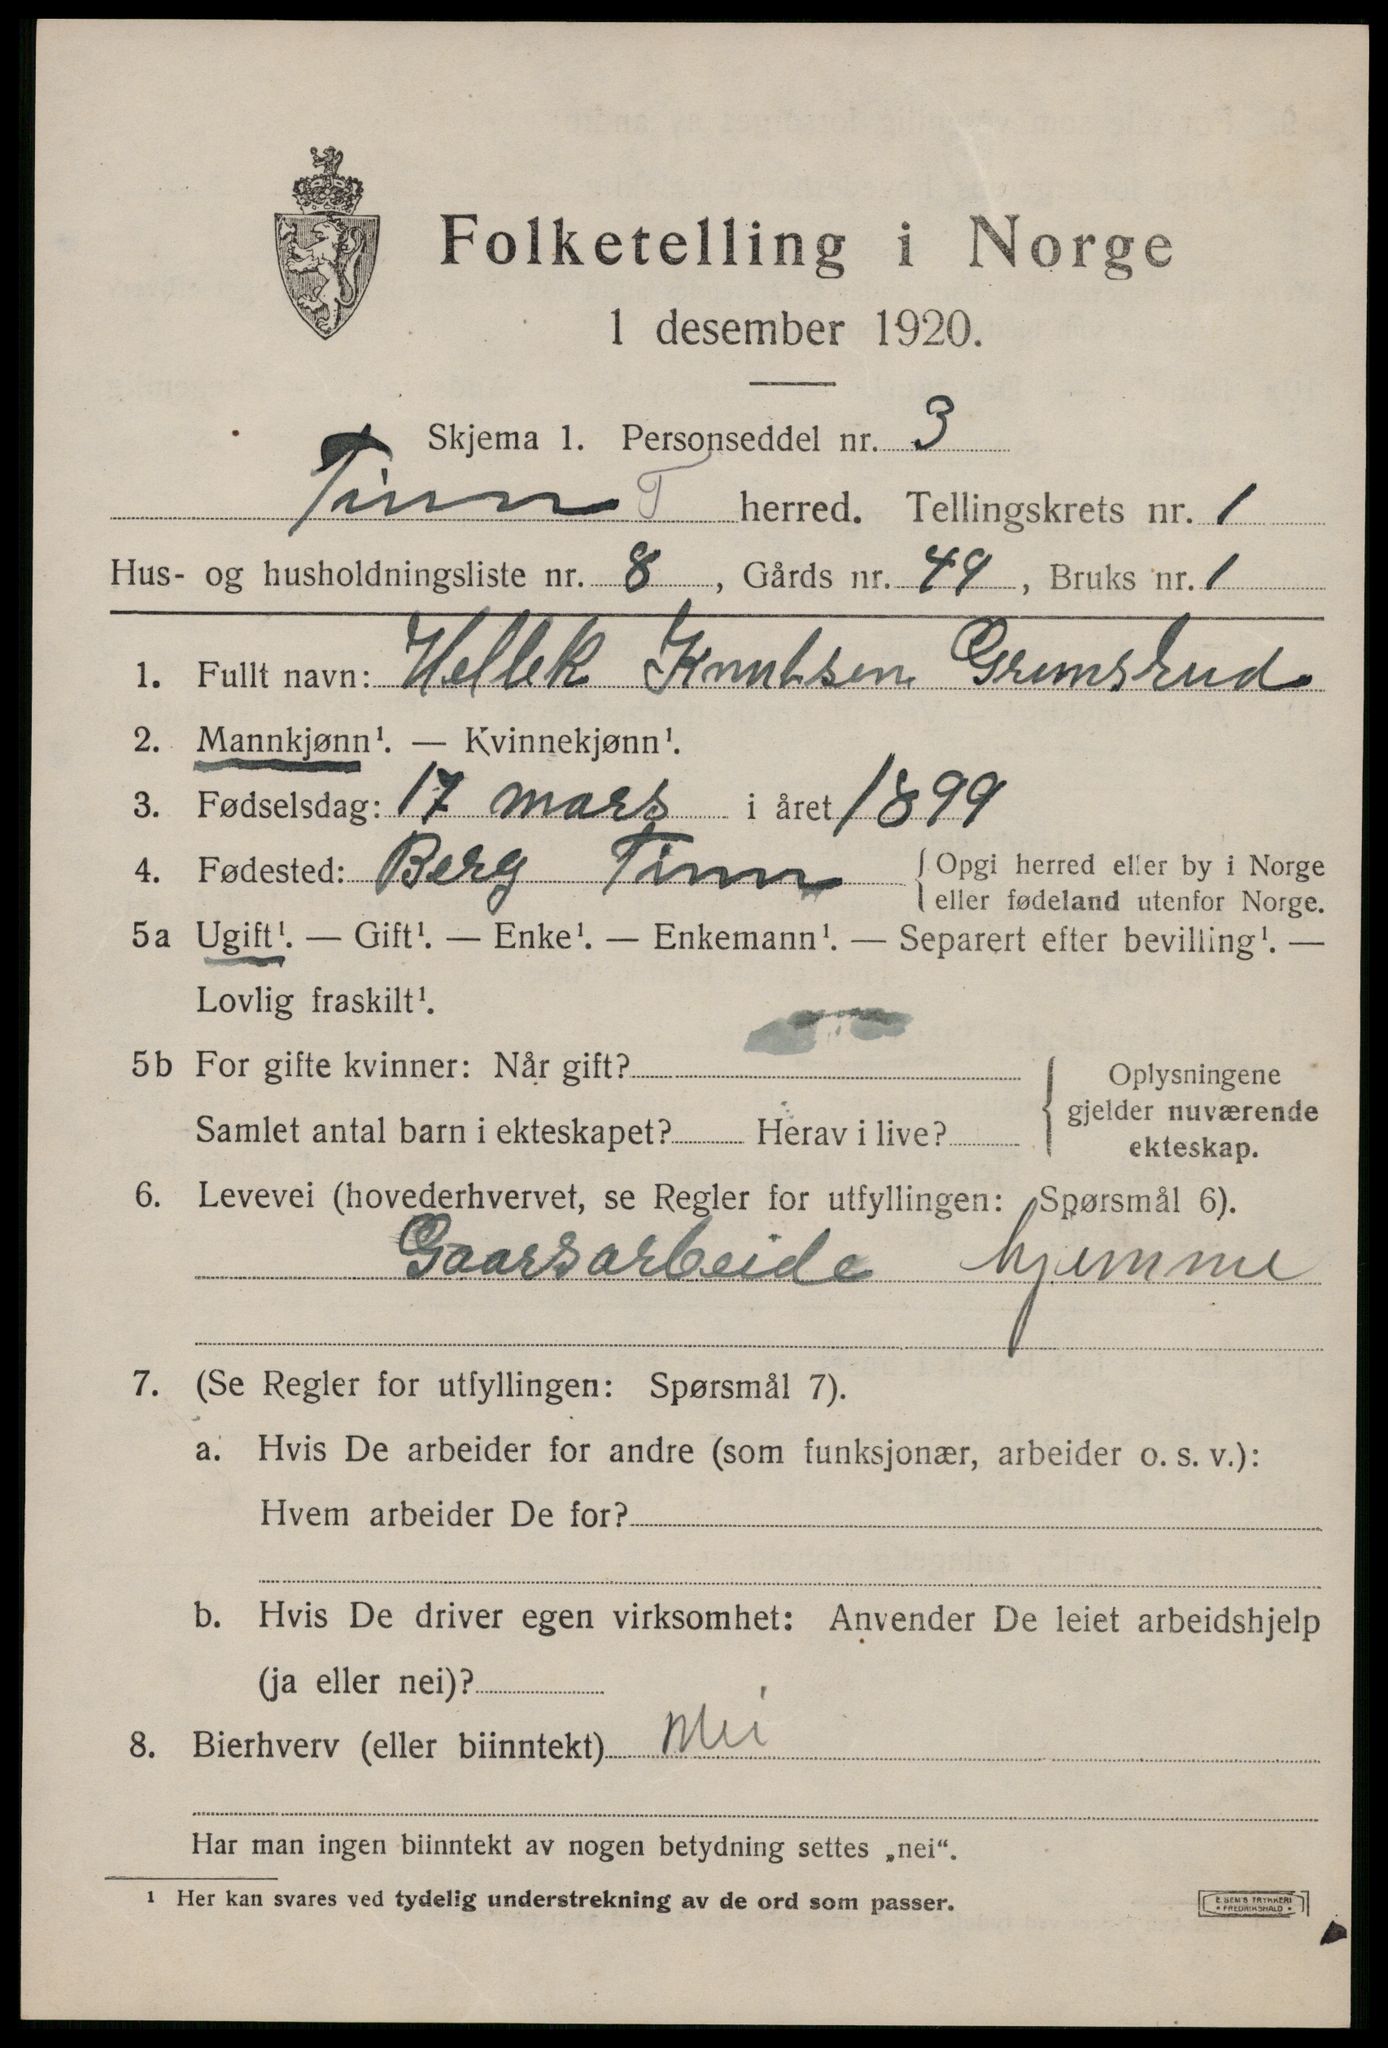 Folketelling i Norge
1 desember 1920.
Skjema 1. Personseddel nr. 3
Tinn T herred. Tellingskrets nr. 1
Hus- og husholdningsliste nr. 8, Gårds nr. 49, Bruks nr. 1
1. Fullt navn: Hellek Knutsen Grimsrud
2. Mannkjønn¹. — Kvinnekjønn¹.
3. Fødselsdag: 17 mars i året 1899
4. Fødested: Berg Tinn {Opgi herred eller by i Norge
eller fødeland utenfor Norge.
5a Ugift¹. — Gift¹. — Enke¹. — Enkemann¹. — Separert efter bevilling¹. —
Lovlig fraskilt¹.
5b For gifte kvinner: Når gift?
Samlet antal barn i ekteskapet? Herav i live?
{Oplysningene
gjelder nuværende
ekteskap.
6. Levevei (hovederhvervet, se Regler for utfyllingen: Spørsmål 6).
Gaarsarbeide hjemme
7. (Se Regler for utfyllingen: Spørsmål 7).
a. Hvis De arbeider for andre (som funksjonær, arbeider o. s. v.):
Hvem arbeider De for?
b. Hvis De driver egen virksomhet: Anvender De leiet arbeidshjelp
(ja eller nei)?
8. Bierhverv (eller biinntekt) Nei
Har man ingen biinntekt av nogen betydning settes „nei“.
¹ Her kan svares ved tydelig understrekning av de ord som passer.
E. SEM'S TRYKKERI
• FREDRIKSHALD •